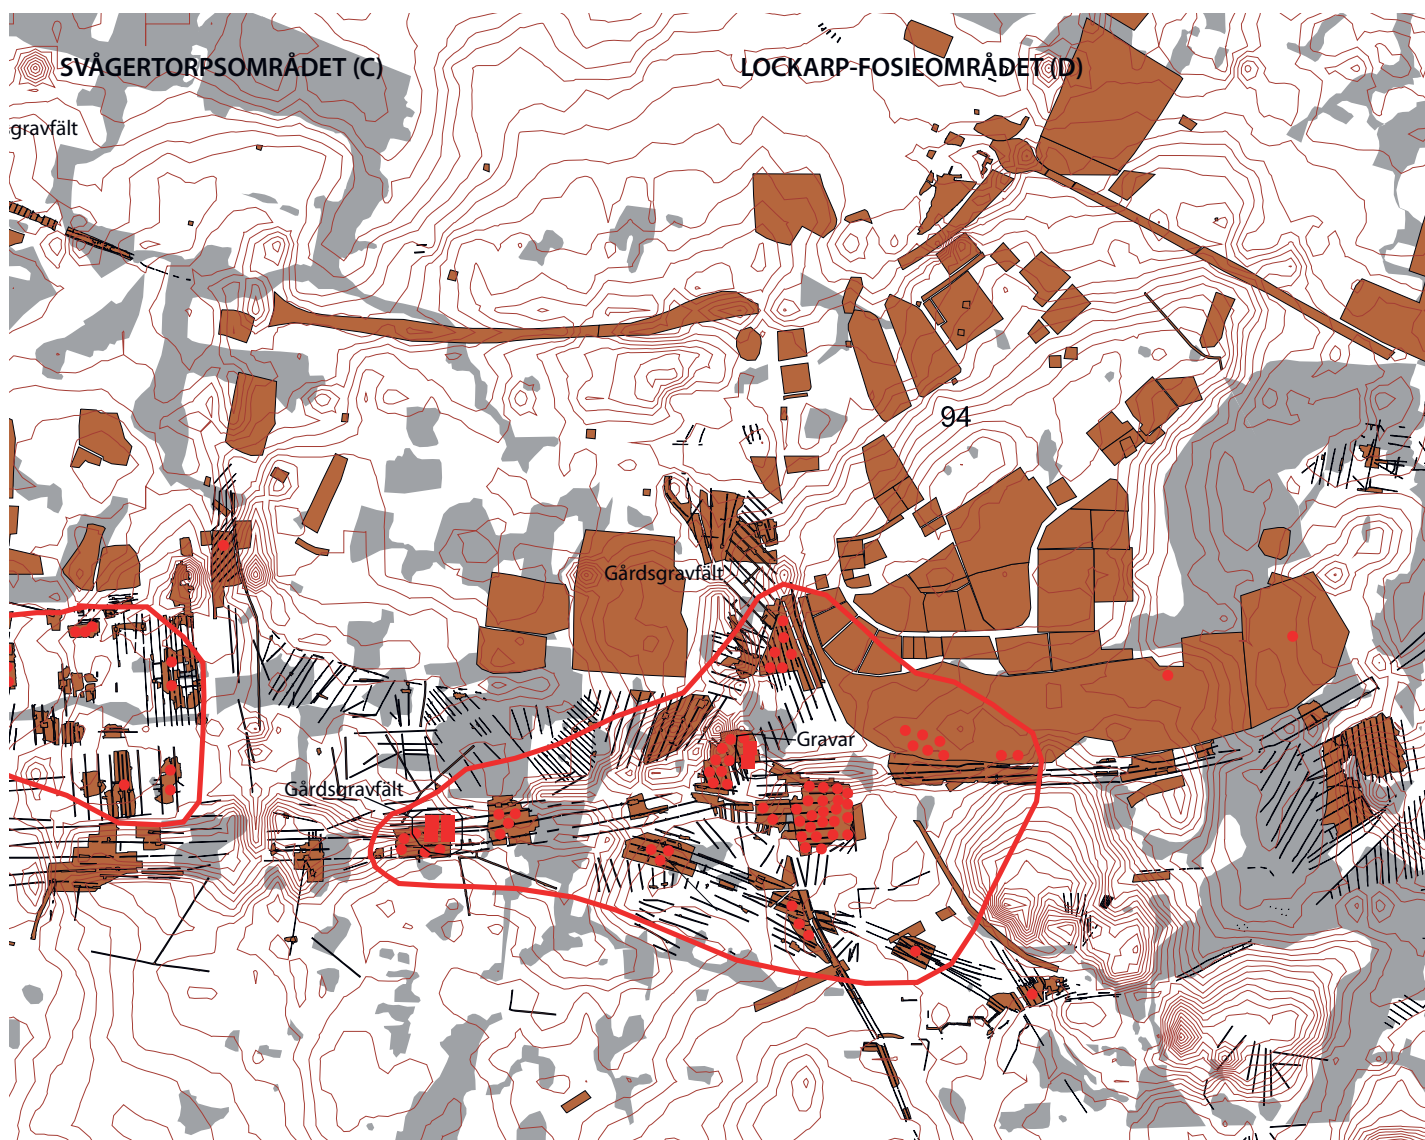 SVÅGERTORPSOMRÅDET (C)
LOCKARP-FOSIEOMRÅDET (D)
gravfält
94
Gårdsgravfält
Gravar
Gårdsgravfält